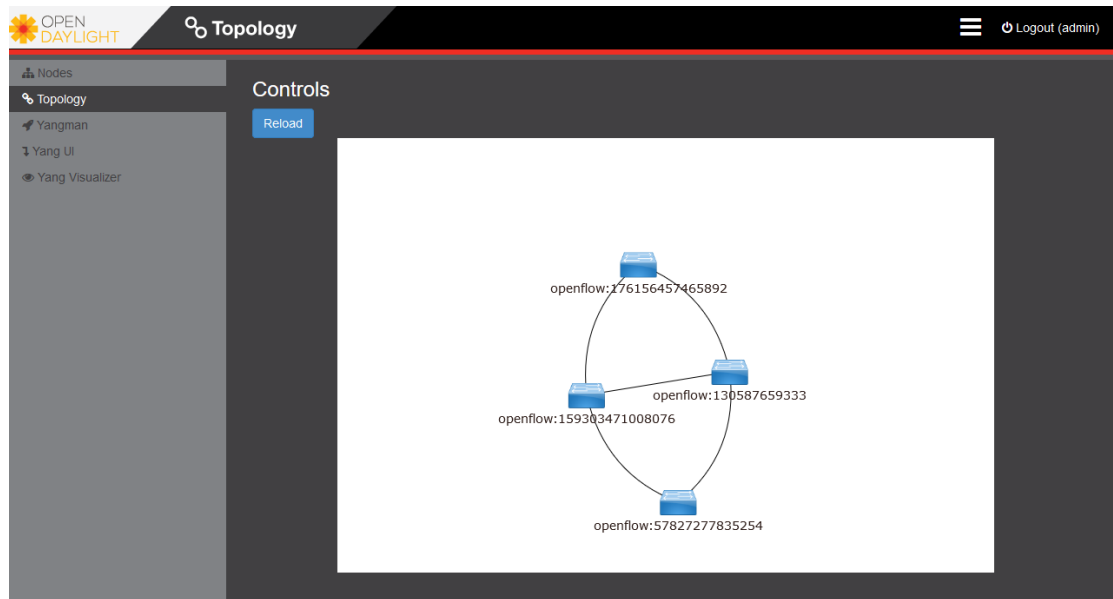 OPEN
DAYLIGHT
Topology
Logout (admin)
Nodes
Topology
Yangman
Yang UI
Yang Visualizer
Controls
Reload
openflow:176156457465892
openflow:130587659333
openflow:159303471008076
openflow:57827277835254